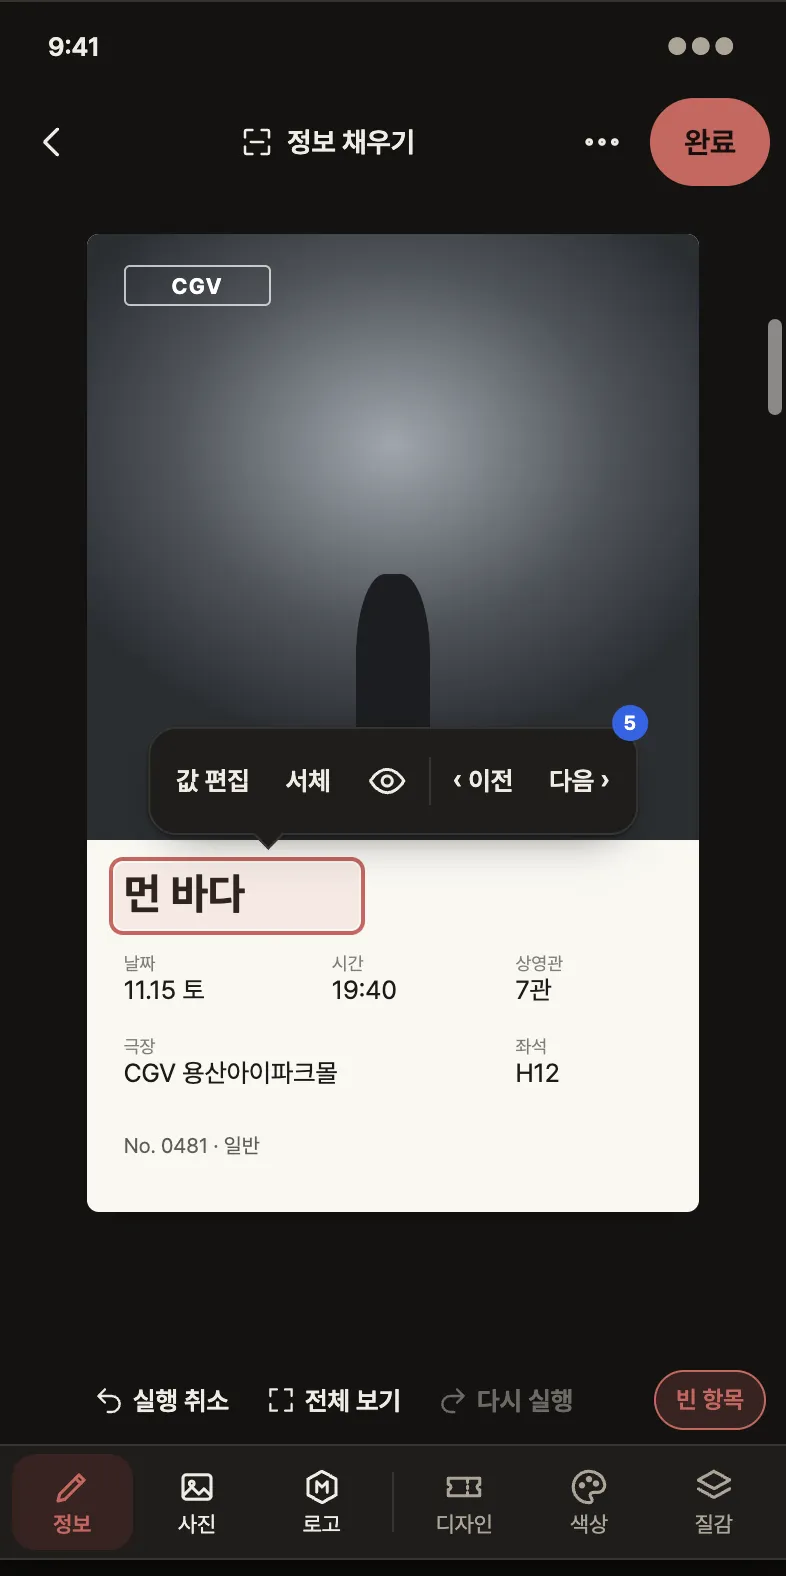 9:41
정보 채우기
완료
CGV
5
값 편집 서체 ‹ 이전 다음 ›
먼 바다
날짜 시간 상영관
11.15 토 19:40 7관
극장 좌석
CGV 용산아이파크몰 H12
No. 0481 · 일반
실행 취소 전체 보기 다시 실행 빈 항목
M
정보 사진 로고 디자인 색상 질감